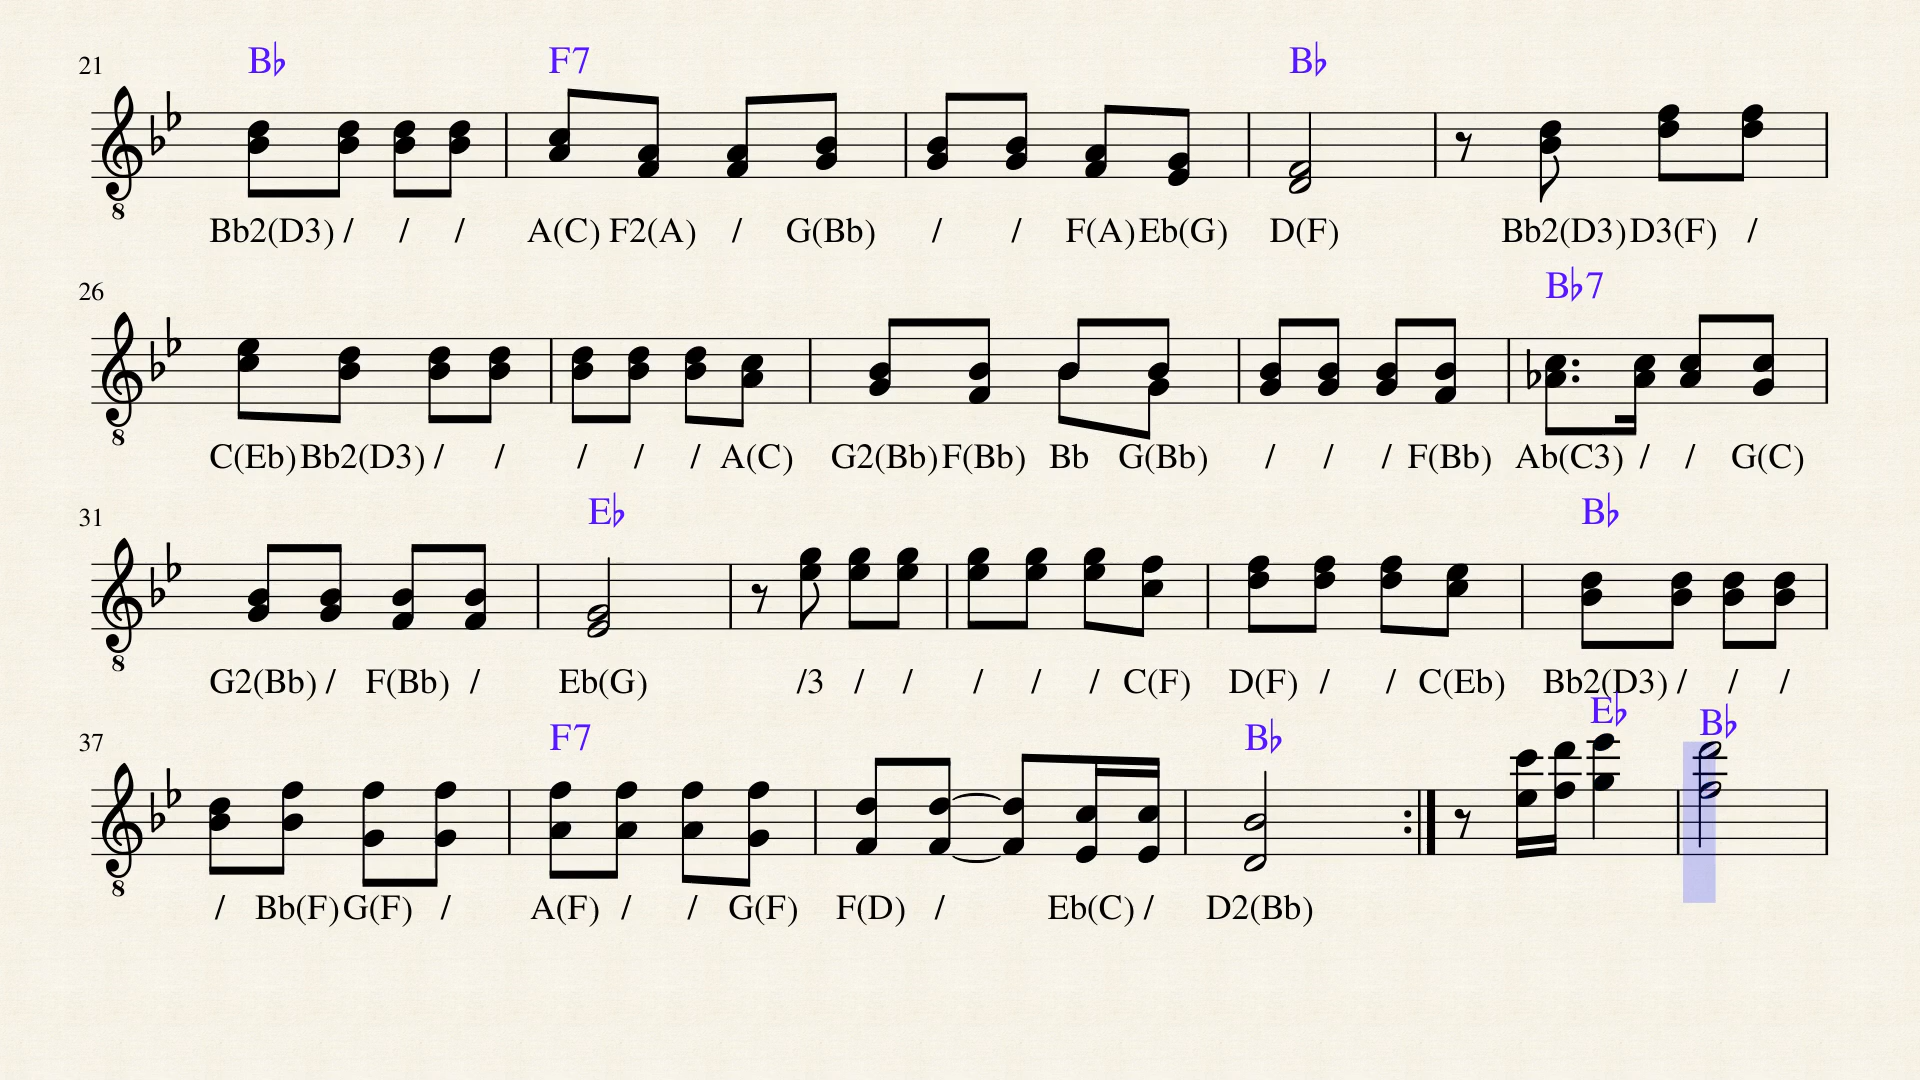 B♭ F7 B♭
21
8
Bb2(D3) / / / A(C) F2(A) / G(Bb) / / F(A) Eb(G) D(F) Bb2(D3) D3(F) /
B♭7
26
8
C(Eb) Bb2(D3) / / / / / A(C) G2(Bb) F(Bb) Bb G(Bb) / / / F(Bb) Ab(C3) / / G(C)
E♭ B♭
31
8
G2(Bb) / F(Bb) / Eb(G) /3 / / / / / C(F) D(F) / / C(Eb) Bb2(D3) / / /
F7 B♭ E♭ B♭
37
8
/ Bb(F) G(F) / A(F) / / G(F) F(D) / Eb(C) / D2(Bb)